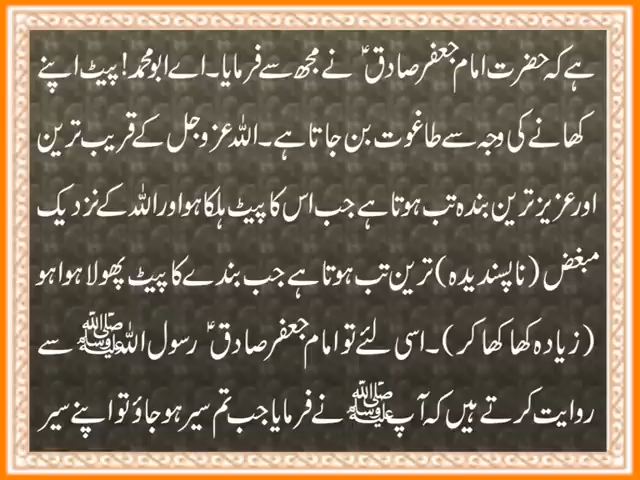 ہے کہ حضرت امام جعفر صادقؑ نے مجھ سے فرمایا۔ اے ابو محمد! پیٹ اپنے
کھانے کی وجہ سے طاغوت بن جاتا ہے۔ اللہ عزوجل کے قریب ترین
اور عزیز ترین بندہ تب ہوتا ہے جب اس کا پیٹ ہلکا ہو اور اللہ کے نزدیک
مبغض (ناپسندیدہ) ترین تب ہوتا ہے جب بندے کا پیٹ پھولا ہوا ہو
(زیادہ کھا کھا کر)۔ اسی لئے تو امام جعفر صادقؑ رسول اللہ ﷺ سے
روایت کرتے ہیں کہ آپ ﷺ نے فرمایا جب تم سیر ہو جاؤ تو اپنے سیر